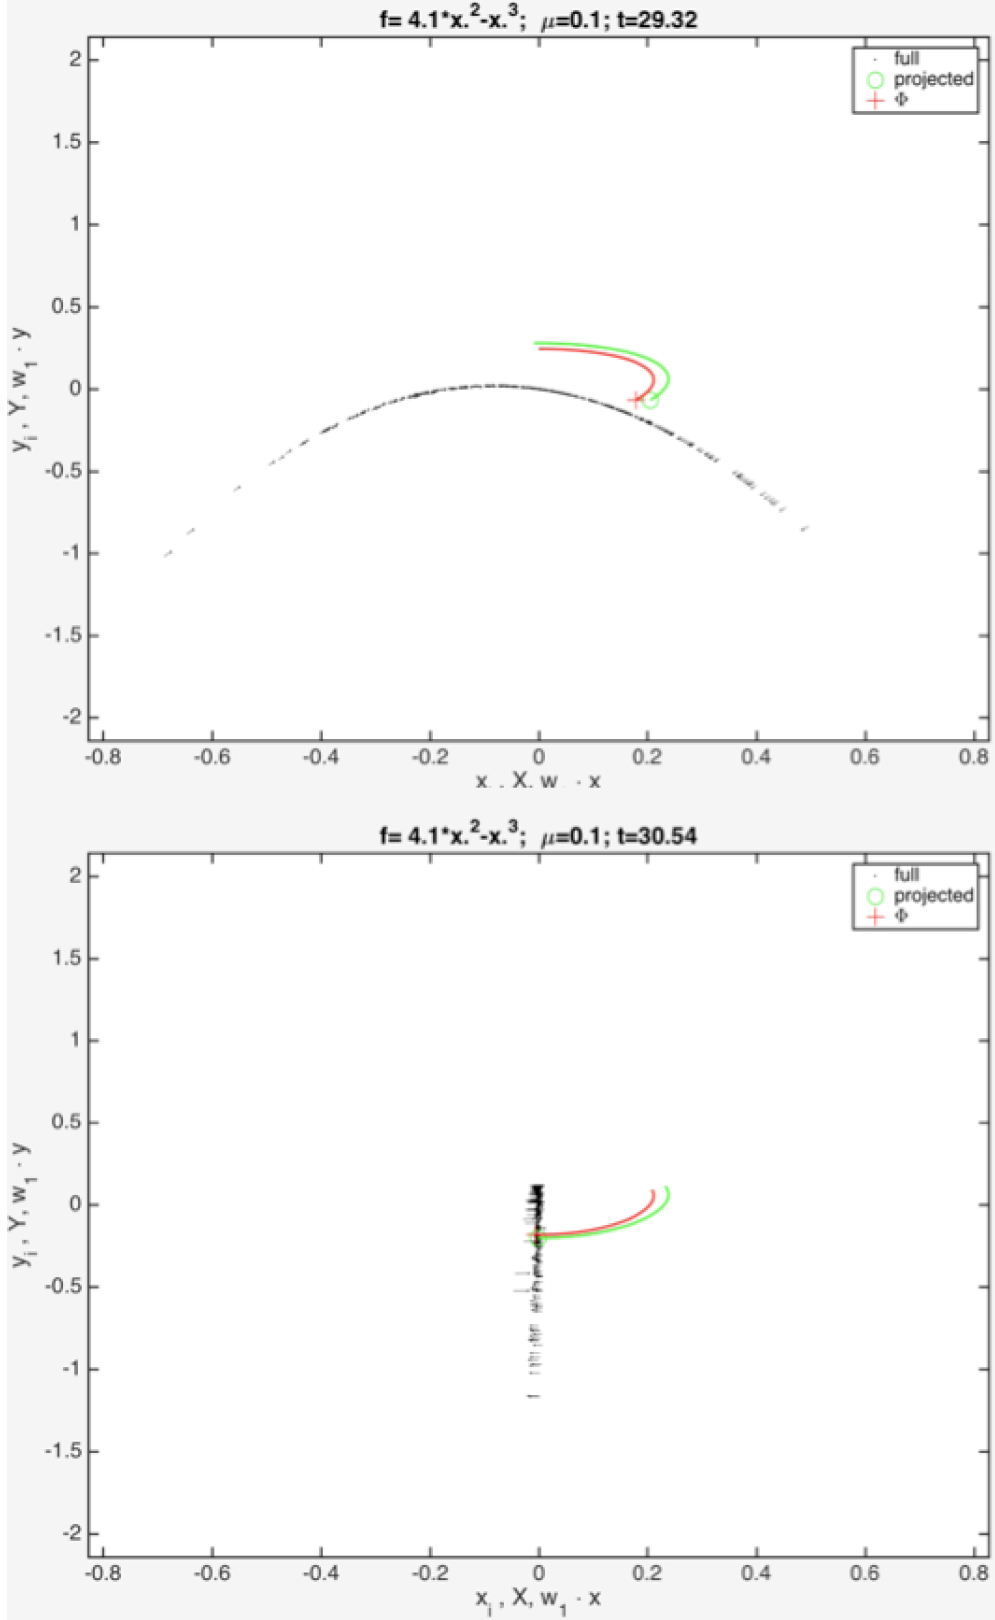 f= 4.1*x.^2-x.^3; μ=0.1; t=29.32
full
projected
Φ
2
1.5
1
0.5
0
-0.5
-1
-1.5
-2
y_i , Y, w_1 · y
-0.8 -0.6 -0.4 -0.2 0 0.2 0.4 0.6 0.8
x , X, w · x
f= 4.1*x.^2-x.^3; μ=0.1; t=30.54
full
projected
Φ
2
1.5
1
0.5
0
-0.5
-1
-1.5
-2
y_i , Y, w_1 · y
-0.8 -0.6 -0.4 -0.2 0 0.2 0.4 0.6 0.8
x_i , X, w_1 · x